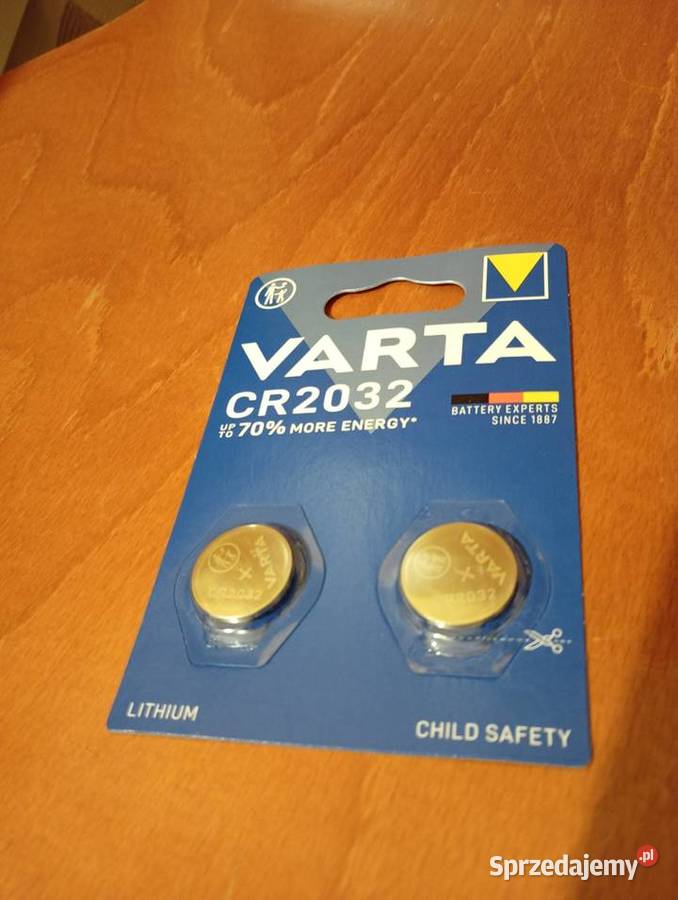 VARTA
CR2032
UP TO 70% MORE ENERGY*
BATTERY EXPERTS
SINCE 1887
VARTA
+
CR2032
VARTA
+
CR2032
LITHIUM
CHILD SAFETY
Sprzedajemy.pl